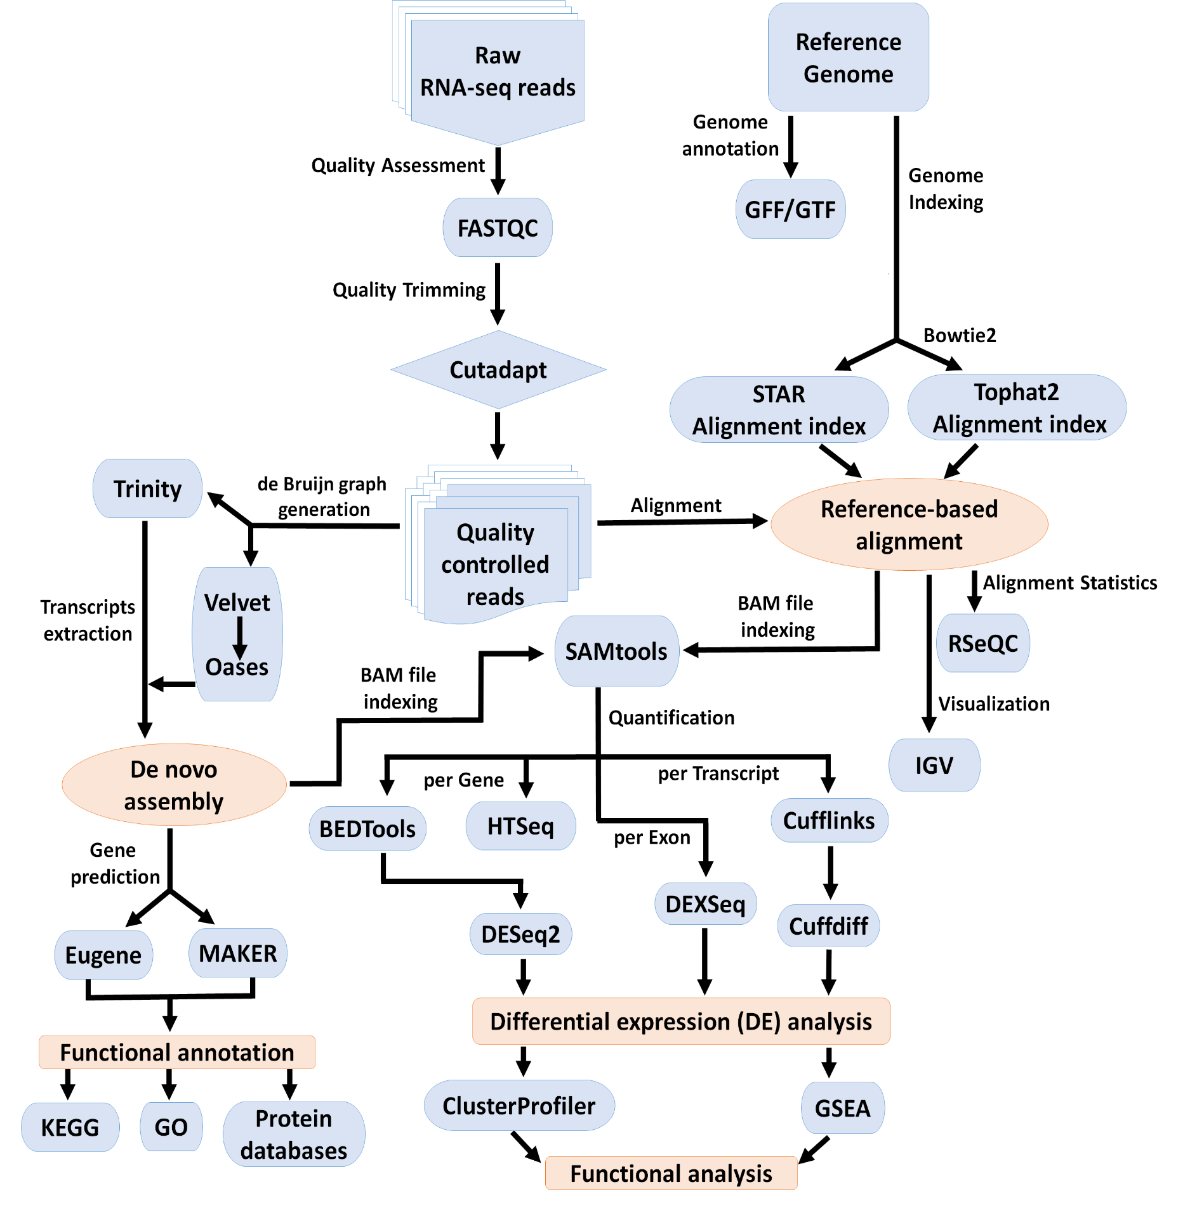 Raw
RNA-seq reads
Reference
Genome
Genome
annotation
Quality Assessment
Genome
Indexing
GFF/GTF
FASTQC
Quality Trimming
Bowtie2
Cutadapt
STAR
Alignment index
Tophat2
Alignment index
Trinity
de Bruijn graph
generation
Alignment
Reference-based
alignment
Quality
controlled
reads
Alignment Statistics
Velvet
Oases
Transcripts
extraction
BAM file
indexing
SAMtools
RSeQC
BAM file
indexing
Visualization
Quantification
IGV
De novo
assembly
per Gene
per Transcript
BEDTools
HTSeq
per Exon
Cufflinks
Gene
prediction
DEXSeq
Eugene
MAKER
DESeq2
Cuffdiff
Differential expression (DE) analysis
Functional annotation
ClusterProfiler
GSEA
KEGG
GO
Protein
databases
Functional analysis